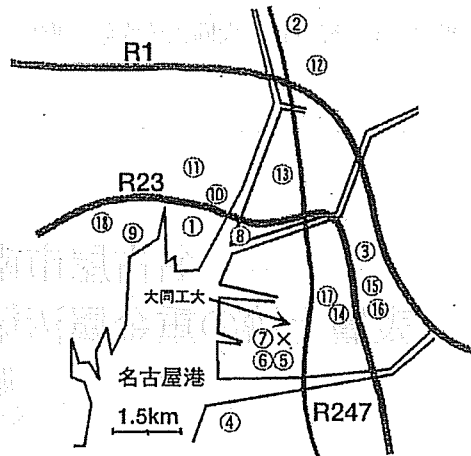 ②
R1
⑫
⑪
⑬
R23
⑩
⑱
⑨
①
⑧
③
大同工大
⑮
⑰
⑭
⑯
⑦×
⑥⑤
名古屋港
1.5km
④
R247